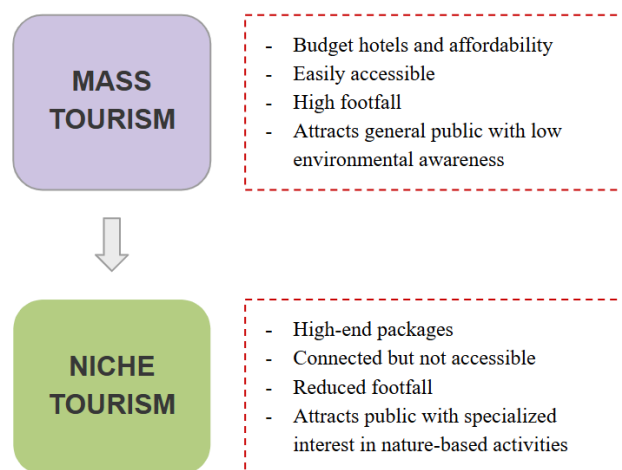 MASS
TOURISM
- Budget hotels and affordability
- Easily accessible
- High footfall
- Attracts general public with low
environmental awareness
NICHE
TOURISM
- High-end packages
- Connected but not accessible
- Reduced footfall
- Attracts public with specialized
interest in nature-based activities